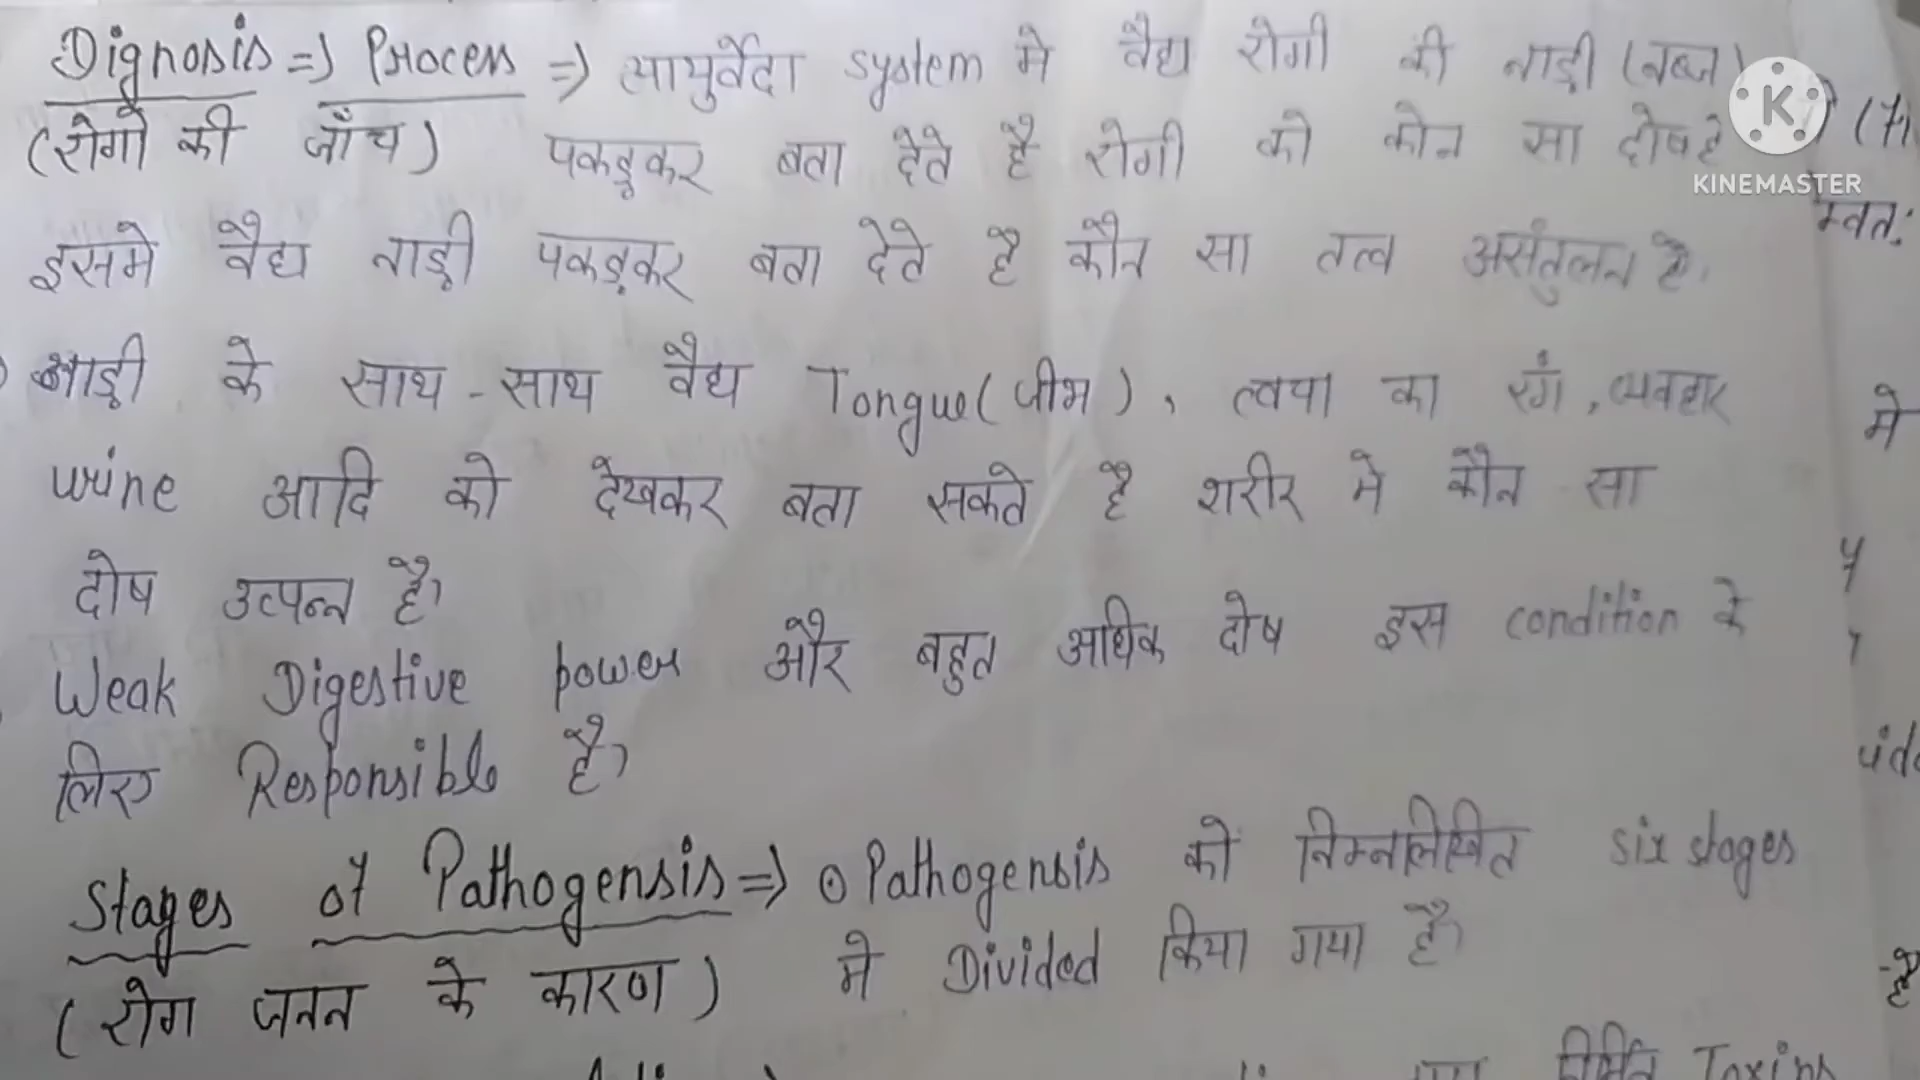 Dignosis => Process => आयुर्वेदा system मे वैद्य रोगी की नाड़ी (नब्ज)
(रोगो की जाँच) पकड़कर बता देते है रोगी को कोन सा दोष है
KINEMASTER
इसमे वैद्य नाड़ी पकड़कर बता देते है कौन सा तत्व असंतुलन है।
नाड़ी के साथ-साथ वैद्य Tongue(जीभ), त्वचा का रंग, व्यवहार
मे
urine आदि को देखकर बता सकते है शरीर मे कौन सा
दोष उत्पन्न है।
Weak Digestive power और बहुत अधिक दोष इस condition के
लिए Responsible है।
Stages of Pathogensis => ⊙ Pathogensis को निम्नलिखित six stages
(रोग जनन के कारण) मे Divided किया गया है।
है
Toxins